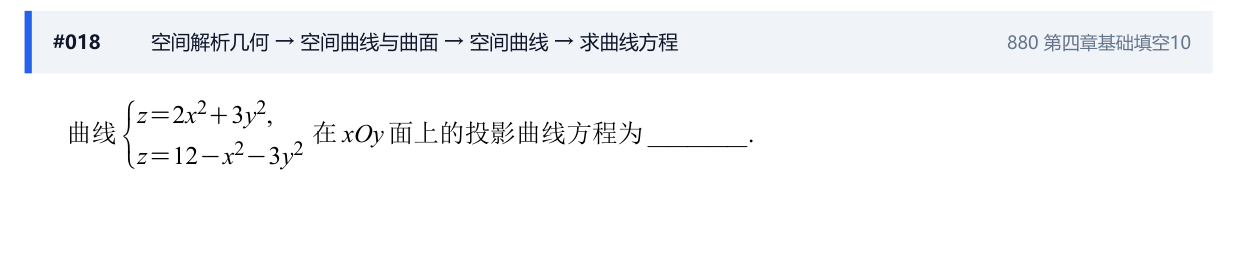 #018 空间解析几何 → 空间曲线与曲面 → 空间曲线 → 求曲线方程 880 第四章基础填空10
曲线 { z=2x²+3y², z=12-x²-3y² 在 xOy 面上的投影曲线方程为________.